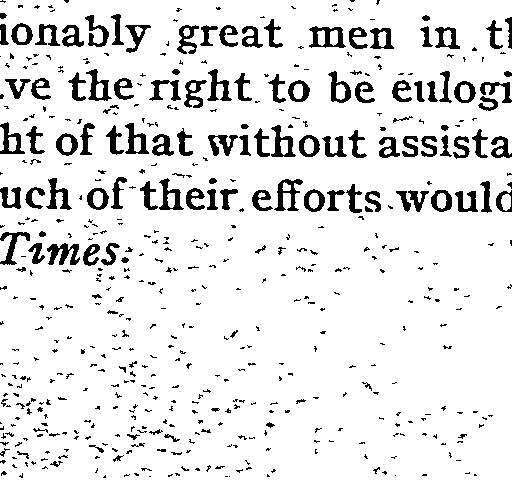 ionably great men in th
ve the right to be eulogi
ht of that without assista
uch of their efforts would
Times.